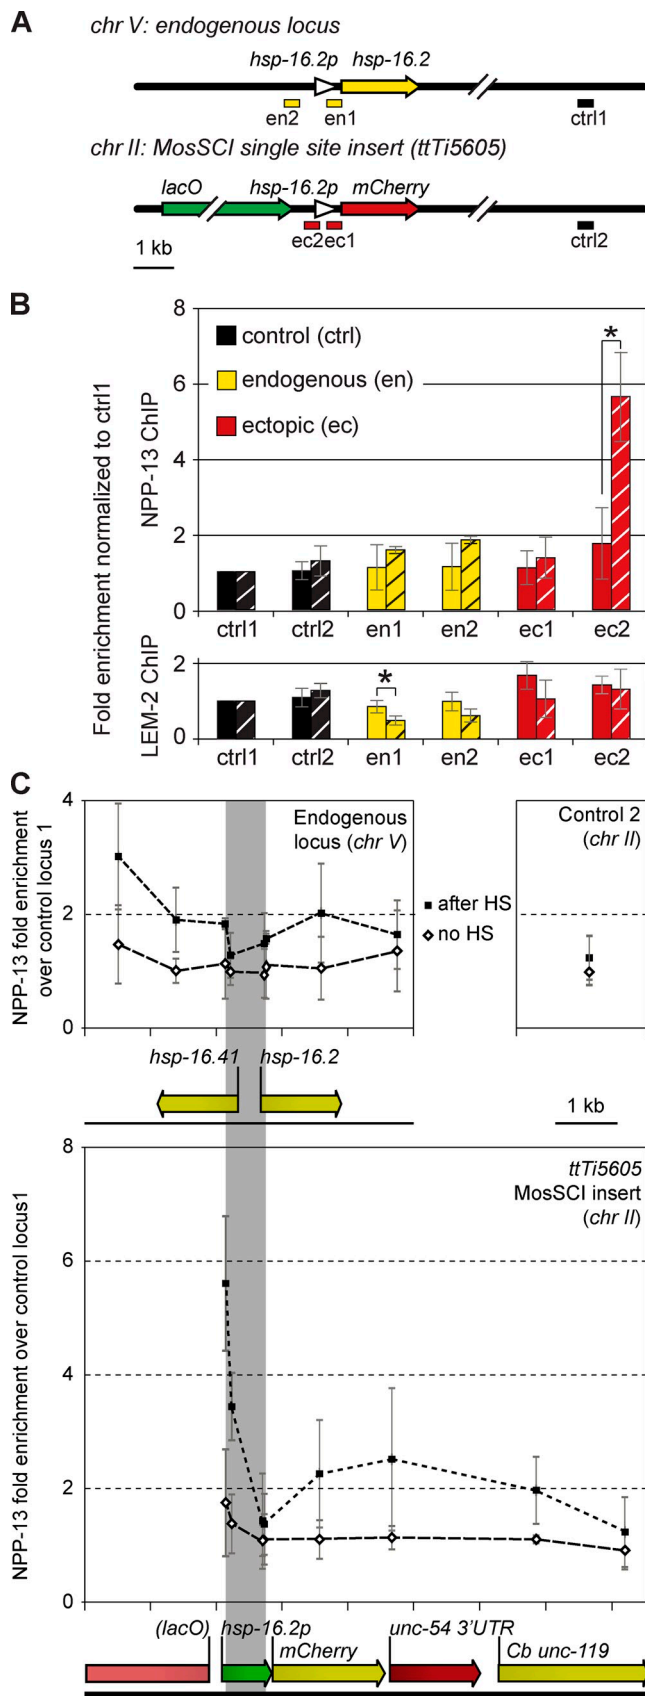 A
chr V: endogenous locus
hsp-16.2p hsp-16.2
en2 en1 ctrl1
chr II: MosSCI single site insert (ttTi5605)
lacO hsp-16.2p mCherry
ec2 ec1 ctrl2
1 kb
B
Fold enrichment normalized to ctrl1
NPP-13 ChIP
8
6
4
2
0
control (ctrl)
endogenous (en)
ectopic (ec)
*
ctrl1 ctrl2 en1 en2 ec1 ec2
LEM-2 ChIP
2
0
*
ctrl1 ctrl2 en1 en2 ec1 ec2
C
NPP-13 fold enrichment
over control locus 1
4
2
0
Endogenous
locus (chr V)
after HS
no HS
Control 2
(chr II)
hsp-16.41 hsp-16.2
1 kb
NPP-13 fold enrichment over control locus1
8
6
4
2
0
ttTi5605
MosSCI insert
(chr II)
(lacO) hsp-16.2p unc-54 3’UTR
mCherry Cb unc-119